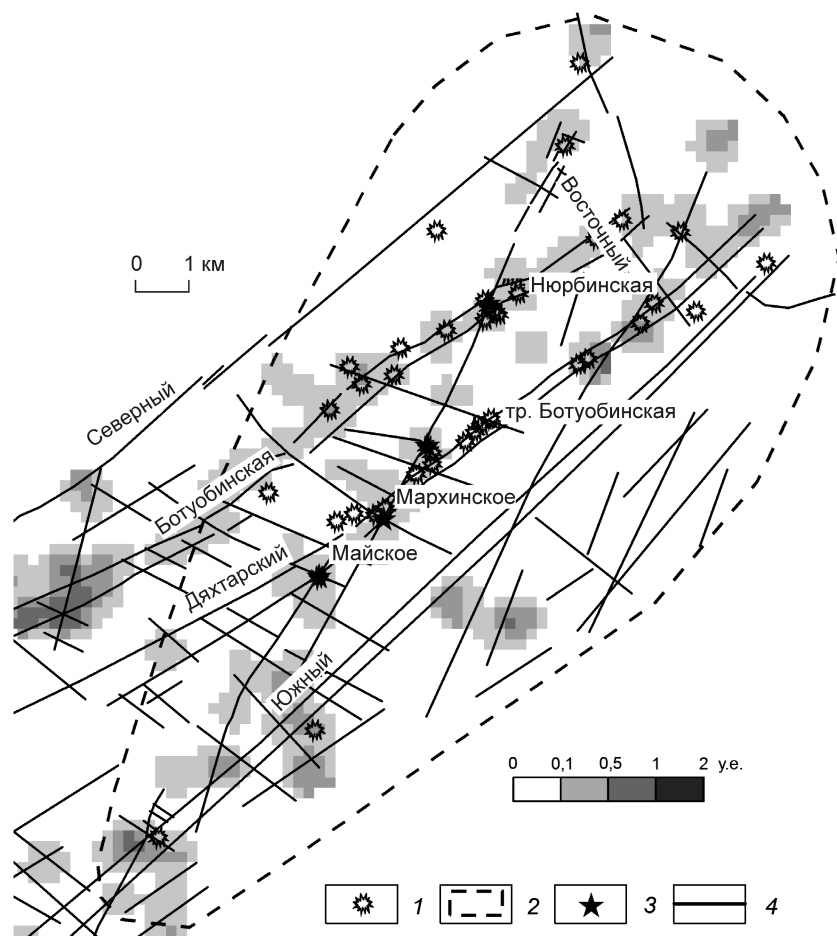 Восточный
0 1 км
Нюрбинская
Северный
тр. Ботуобинская
Ботуобинская
Мархинское
Майское
Дяхтарский
Южный
0 0,1 0,5 1 2 у.е.
1 2 3 4